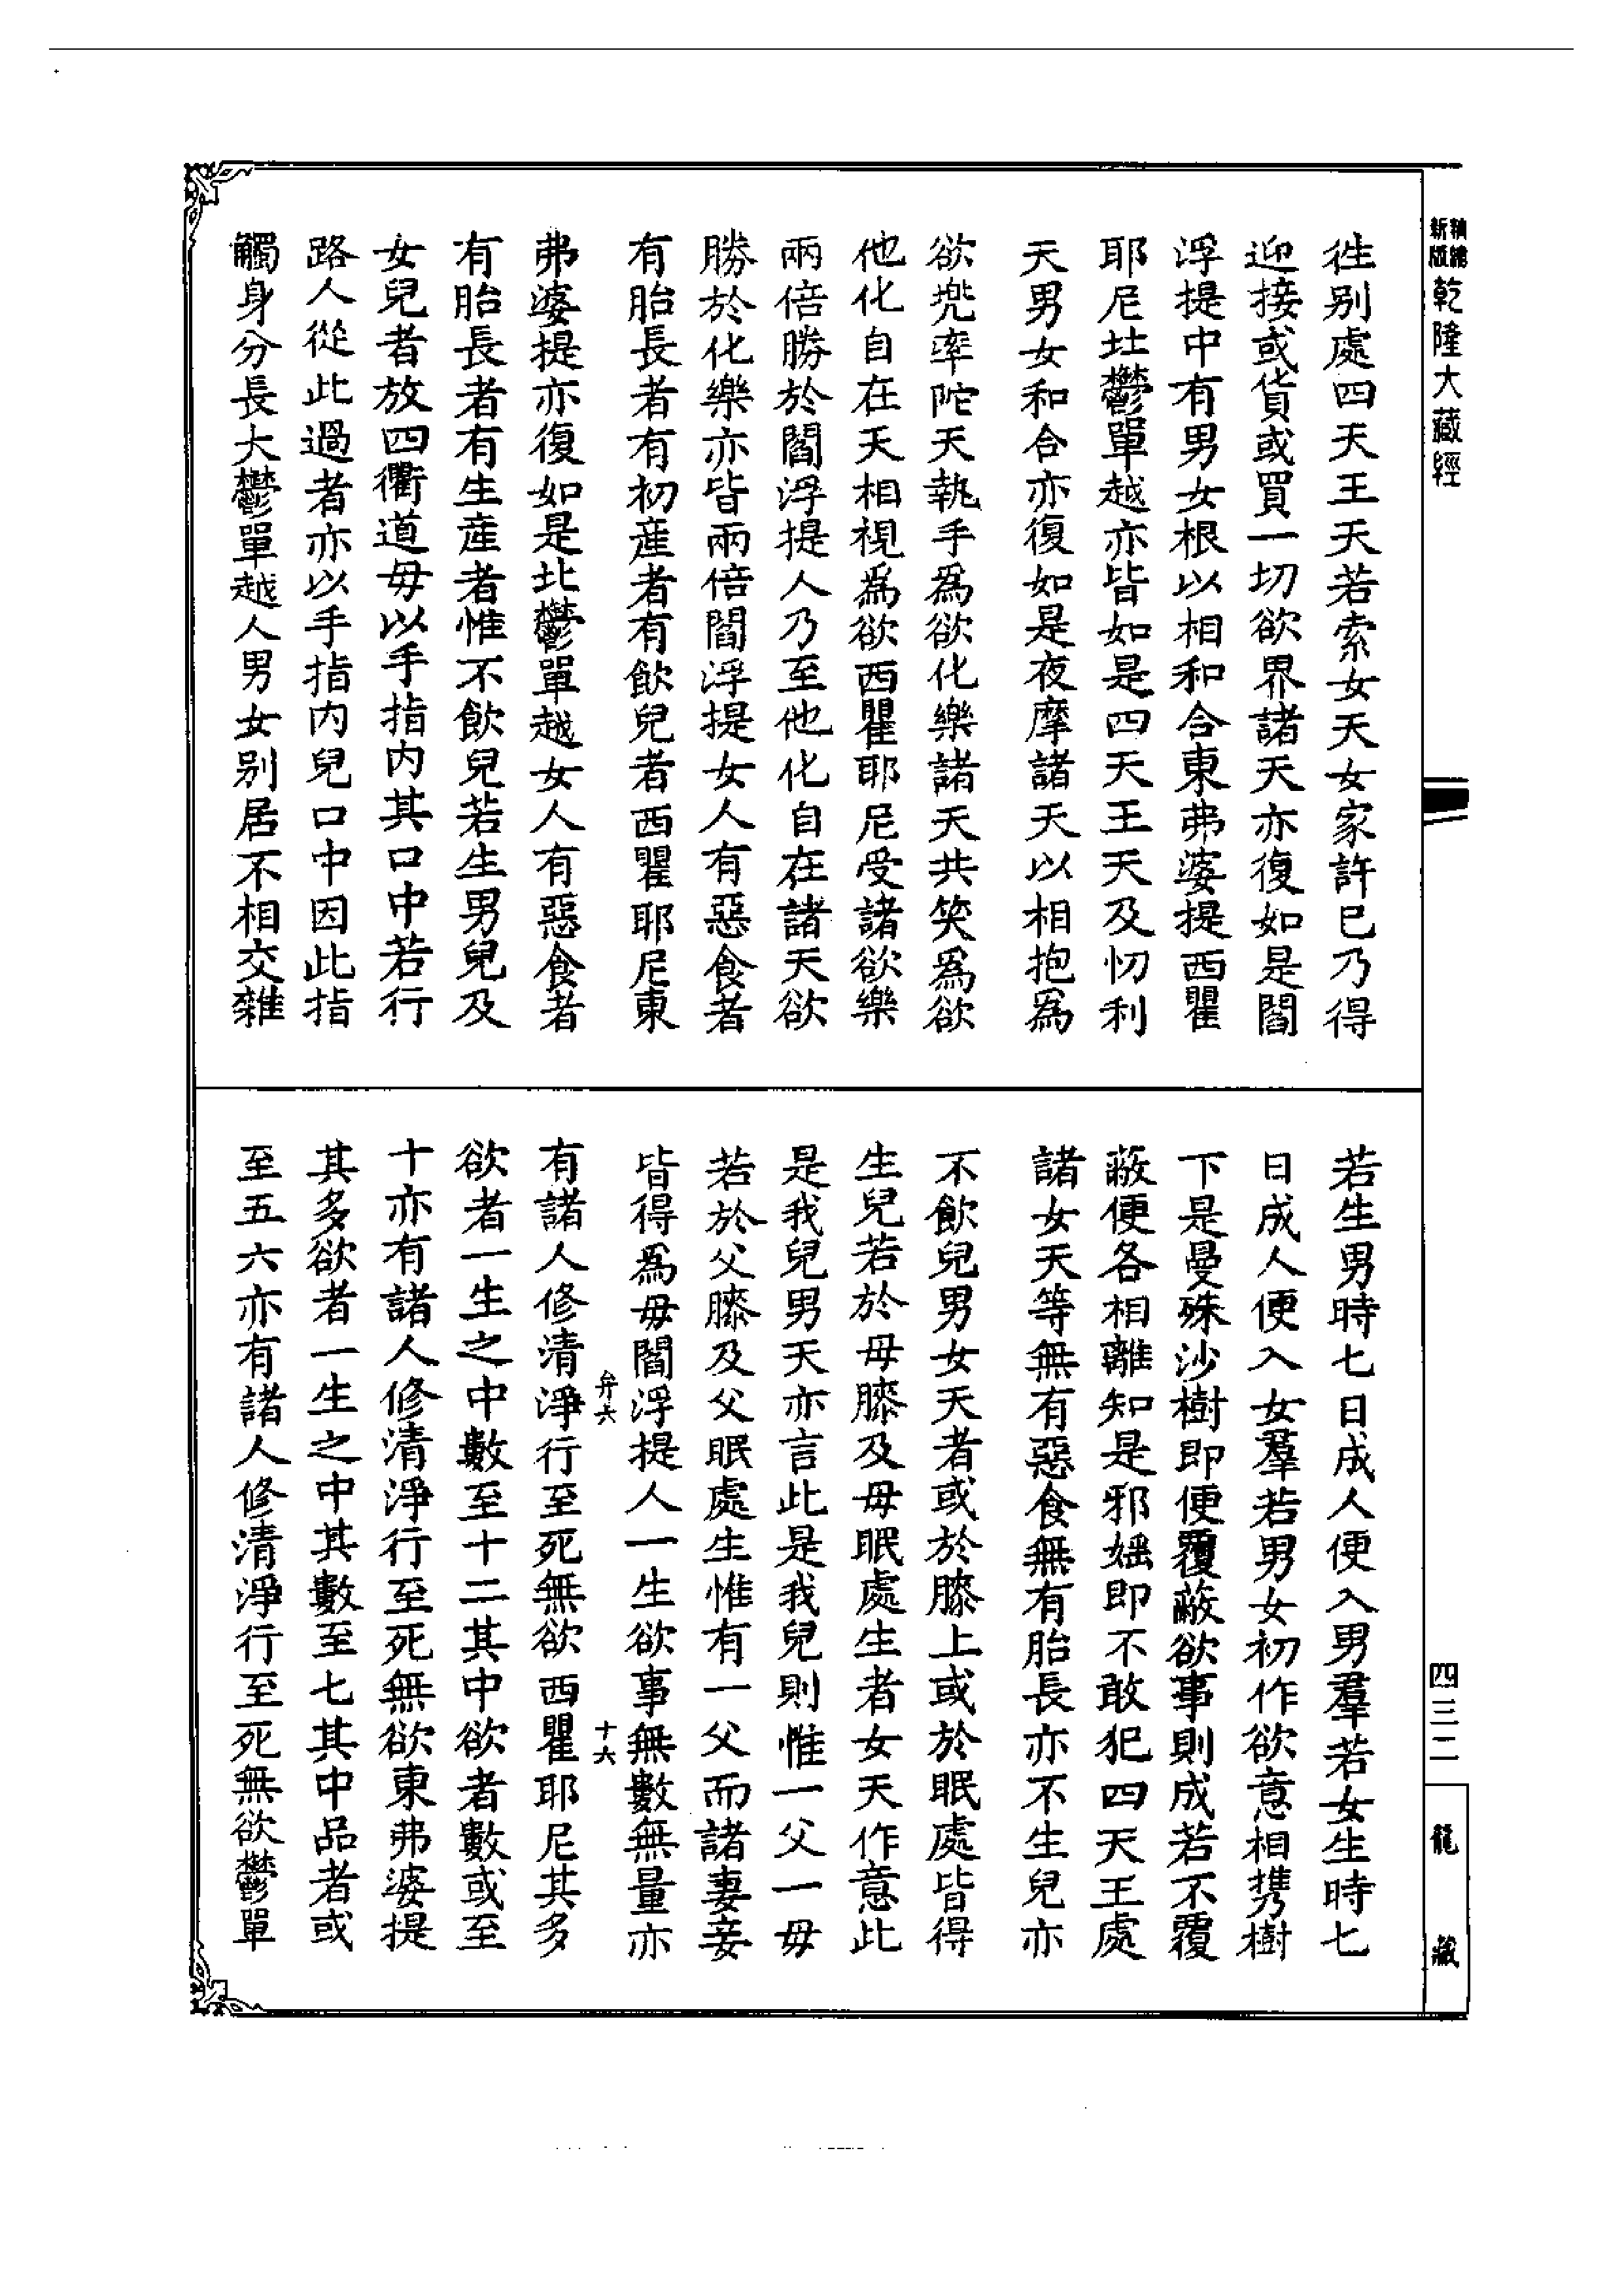 新版
精縮
乾隆大藏經
往别處四天王天若索女天女家許已乃得
迎接或貨或買一切欲界諸天亦復如是閻
浮提中有男女根以相和合東弗婆提西瞿
耶尼北鬱單越亦皆如是四天王天及忉利
天男女和合亦復如是夜摩諸天以相抱爲
欲兜率陀天執手爲欲化樂諸天共笑爲欲
他化自在天相視爲欲西瞿耶尼受諸欲樂
兩倍勝於閻浮提人乃至他化自在諸天欲
勝於化樂亦皆兩倍閻浮提女人有惡食者
有胎長者有初産者有飲兒者西瞿耶尼東
弗婆提亦復如是北鬱單越女人有惡食者
有胎長者有生産者惟不飲兒若生男兒及
女兒者放四衢道母以手指内其口中若行
路人從此過者亦以手指内兒口中因此指
觸身分長大鬱單越人男女别居不相交雜
若生男時七日成人便入男羣若女生時七
日成人便入女羣若男女初作欲意相携樹
下是曼殊沙樹即便覆蔽欲事則成若不覆
蔽便各相離知是邪婬即不敢犯四天王處
諸女天等無有惡食無有胎長亦不生兒亦
不飲兒男女天者或於膝上或於眠處皆得
生兒若於母膝及母眠處生者女天作意此
是我兒男天亦言此是我兒則惟一父一母
若於父膝及父眠處生惟有一父而諸妻妾
皆得爲母閻浮提人一生欲事無數無量亦
弁六
十六
有諸人修清淨行至死無欲西瞿耶尼其多
欲者一生之中數至十二其中欲者數或至
十亦有諸人修清淨行至死無欲東弗婆提
其多欲者一生之中其數至七其中品者或
至五六亦有諸人修清淨行至死無欲鬱單
四三二
龍藏